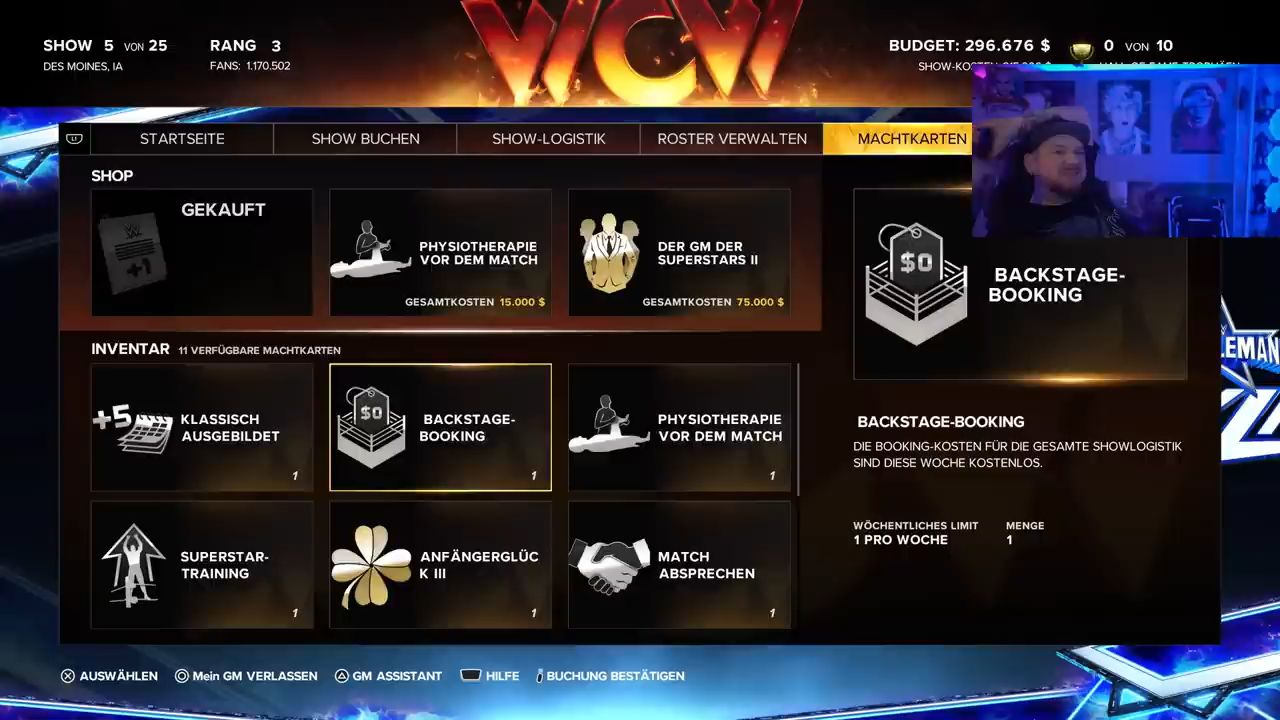 WCW
SHOW 5 VON 25
DES MOINES, IA
RANG 3
FANS: 1.170.502
BUDGET: 296.676 $
0 VON 10
STARTSEITE
SHOW BUCHEN
SHOW-LOGISTIK
ROSTER VERWALTEN
MACHTKARTEN
SHOP
GEKAUFT
+1
PHYSIOTHERAPIE
VOR DEM MATCH
GESAMTKOSTEN 15.000 $
DER GM DER
SUPERSTARS II
GESAMTKOSTEN 75.000 $
INVENTAR 11 VERFÜGBARE MACHTKARTEN
+5
KLASSISCH
AUSGEBILDET
1
$0
BACKSTAGE-
BOOKING
1
PHYSIOTHERAPIE
VOR DEM MATCH
1
SUPERSTAR-
TRAINING
1
ANFÄNGERGLÜC
K III
1
MATCH
ABSPRECHEN
1
$0
BACKSTAGE-
BOOKING
BACKSTAGE-BOOKING
DIE BOOKING-KOSTEN FÜR DIE GESAMTE SHOWLOGISTIK
SIND DIESE WOCHE KOSTENLOS.
WÖCHENTLICHES LIMIT
1 PRO WOCHE
MENGE
1
AUSWÄHLEN
Mein GM VERLASSEN
GM ASSISTANT
HILFE
BUCHUNG BESTÄTIGEN